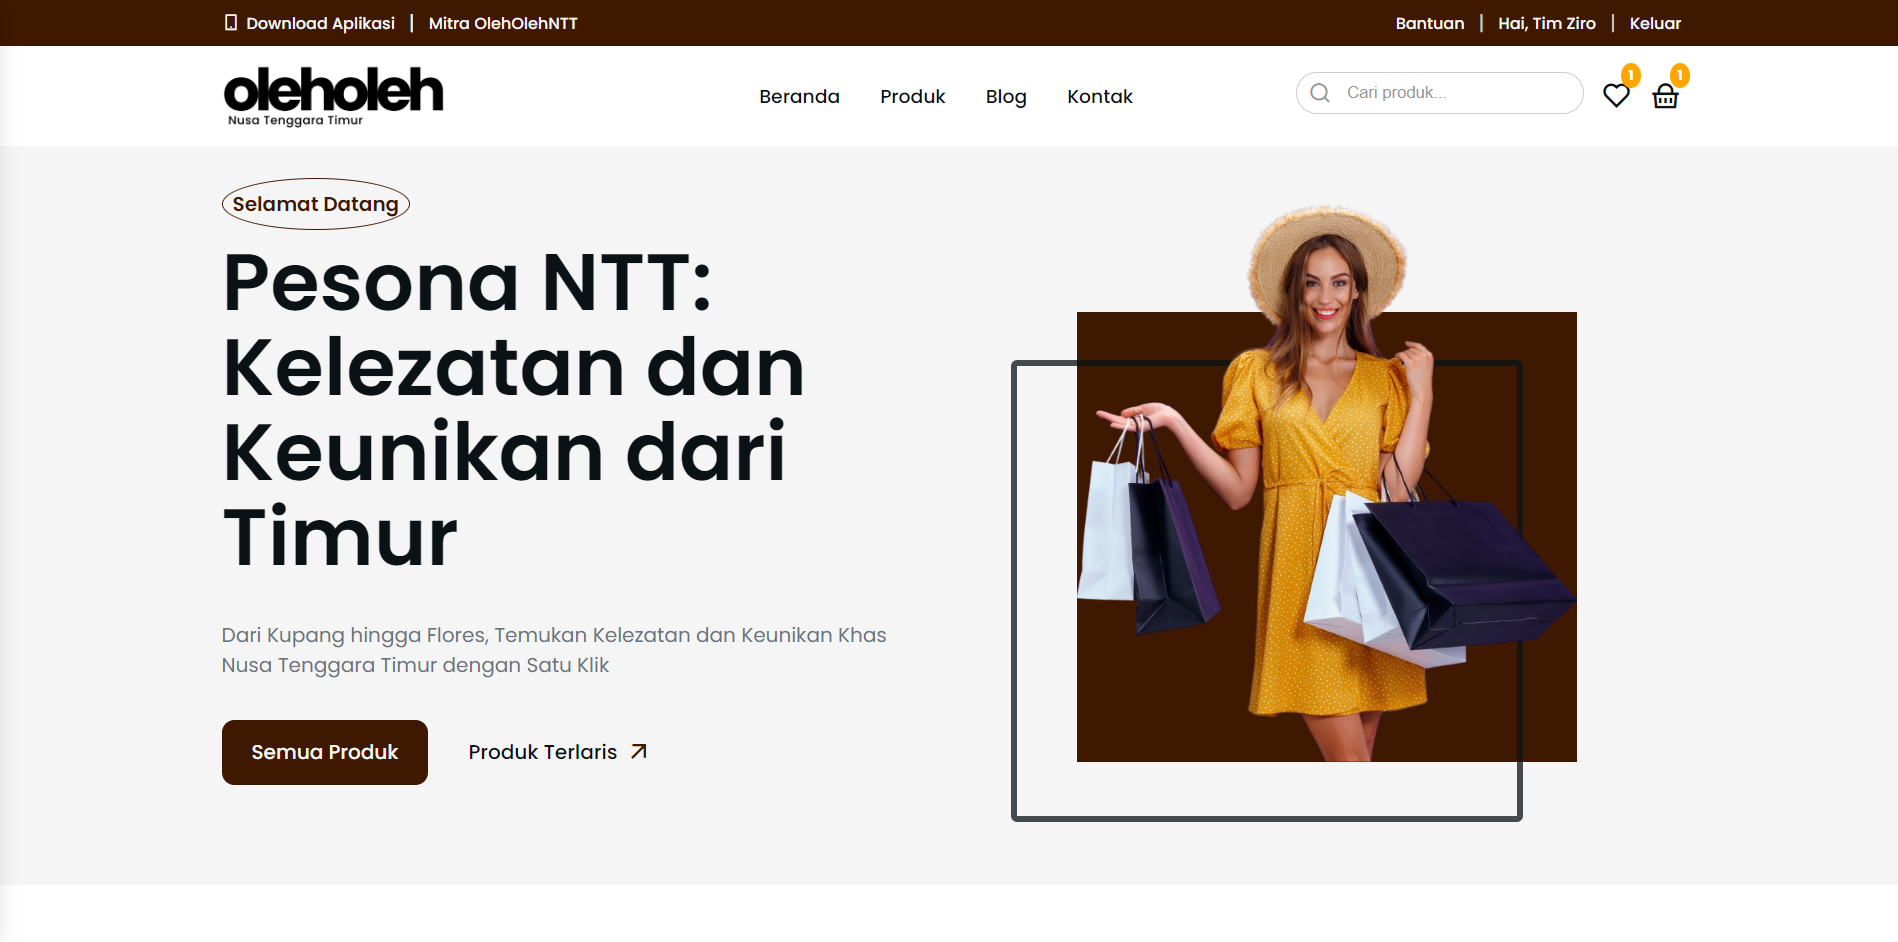 Download Aplikasi | Mitra OlehOlehNTT
Bantuan | Hai, Tim Ziro | Keluar
oleholeh
Nusa Tenggara Timur
Beranda
Produk
Blog
Kontak
Cari produk...
1
1
Selamat Datang
Pesona NTT:
Kelezatan dan
Keunikan dari
Timur
Dari Kupang hingga Flores, Temukan Kelezatan dan Keunikan Khas
Nusa Tenggara Timur dengan Satu Klik
Semua Produk
Produk Terlaris